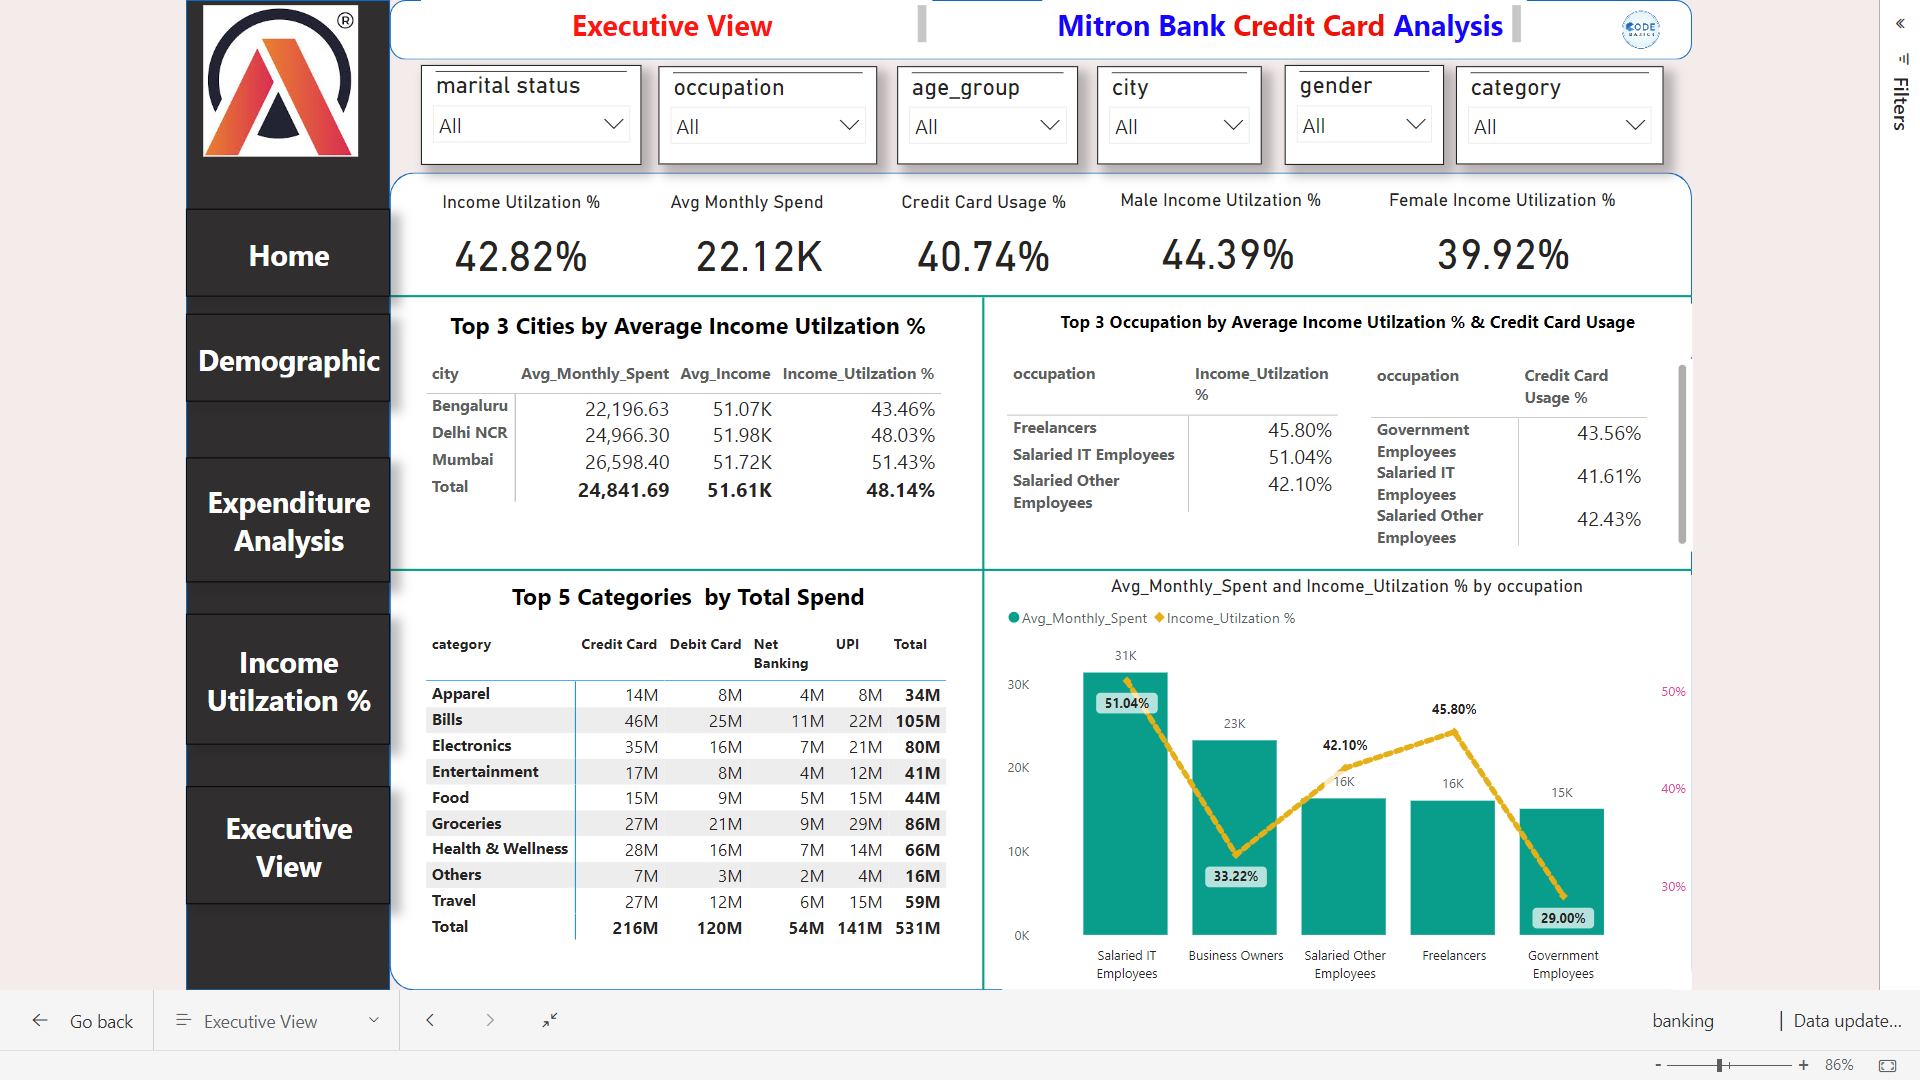 ®
Executive View
Mitron Bank Credit Card Analysis
CODE
BASICS
marital status
All
occupation
All
age_group
All
city
All
gender
All
category
All
Filters
Income Utilzation %
42.82%
Avg Monthly Spend
22.12K
Credit Card Usage %
40.74%
Male Income Utilzation %
44.39%
Female Income Utilization %
39.92%
Home
Demographic
Expenditure
Analysis
Income
Utilzation %
Executive
View
Top 3 Cities by Average Income Utilzation %
city Avg_Monthly_Spent Avg_Income Income_Utilzation %
Bengaluru 22,196.63 51.07K 43.46%
Delhi NCR 24,966.30 51.98K 48.03%
Mumbai 26,598.40 51.72K 51.43%
Total 24,841.69 51.61K 48.14%
Top 3 Occupation by Average Income Utilzation % & Credit Card Usage
occupation Income_Utilzation
%
Freelancers 45.80%
Salaried IT Employees 51.04%
Salaried Other 42.10%
Employees
occupation Credit Card
Usage %
Government 43.56%
Employees
Salaried IT 41.61%
Employees
Salaried Other 42.43%
Employees
Top 5 Categories by Total Spend
category Credit Card Debit Card Net UPI Total
Banking
Apparel 14M 8M 4M 8M 34M
Bills 46M 25M 11M 22M 105M
Electronics 35M 16M 7M 21M 80M
Entertainment 17M 8M 4M 12M 41M
Food 15M 9M 5M 15M 44M
Groceries 27M 21M 9M 29M 86M
Health & Wellness 28M 16M 7M 14M 66M
Others 7M 3M 2M 4M 16M
Travel 27M 12M 6M 15M 59M
Total 216M 120M 54M 141M 531M
Avg_Monthly_Spent and Income_Utilzation % by occupation
Avg_Monthly_Spent Income_Utilzation %
31K
30K
50%
51.04%
45.80%
23K
42.10%
20K
16K
16K
15K
40%
10K
33.22%
30%
29.00%
0K
Salaried IT Business Owners Salaried Other Freelancers Government
Employees Employees Employees
Go back
Executive View
banking
| Data update...
- + 86%